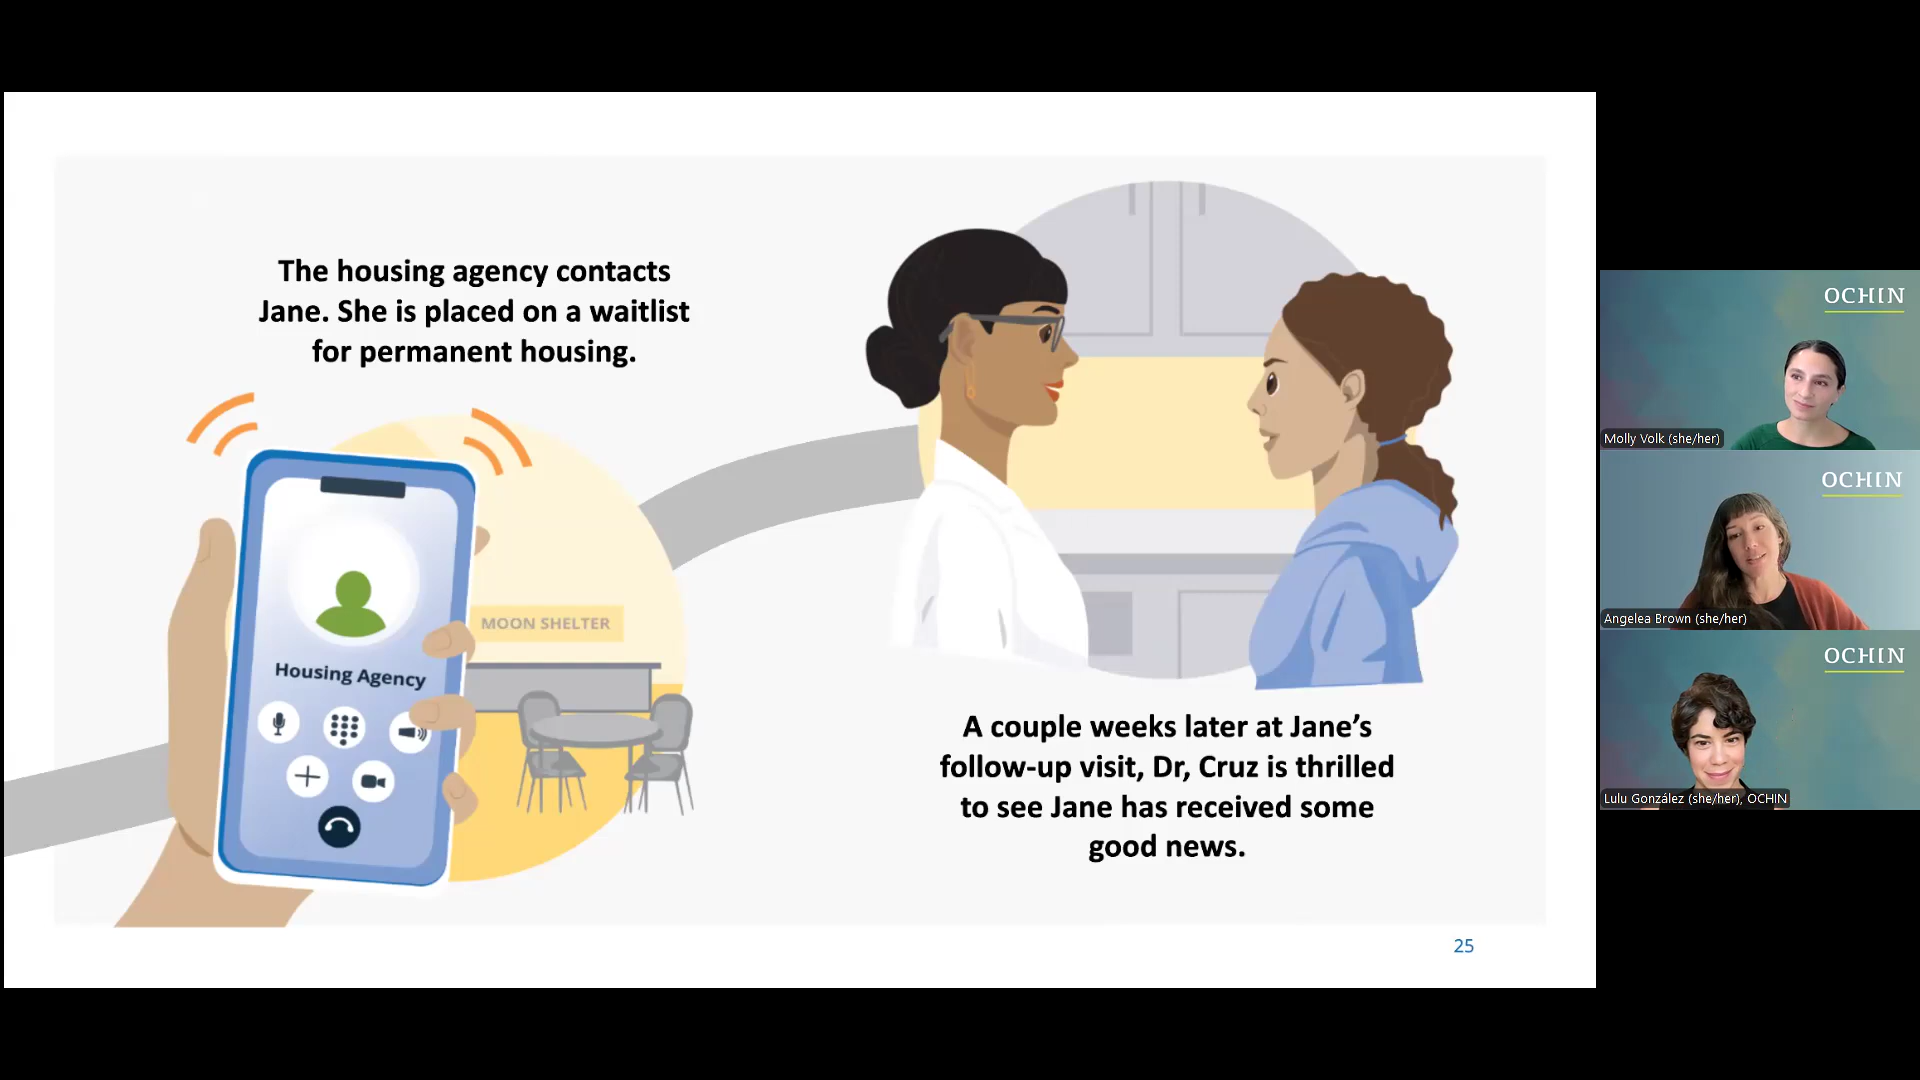 The housing agency contacts
Jane. She is placed on a waitlist
for permanent housing.
MOON SHELTER
Housing Agency
A couple weeks later at Jane’s
follow-up visit, Dr, Cruz is thrilled
to see Jane has received some
good news.
25
OCHIN
Molly Volk (she/her)
OCHIN
Angelea Brown (she/her)
OCHIN
Lulu González (she/her), OCHIN